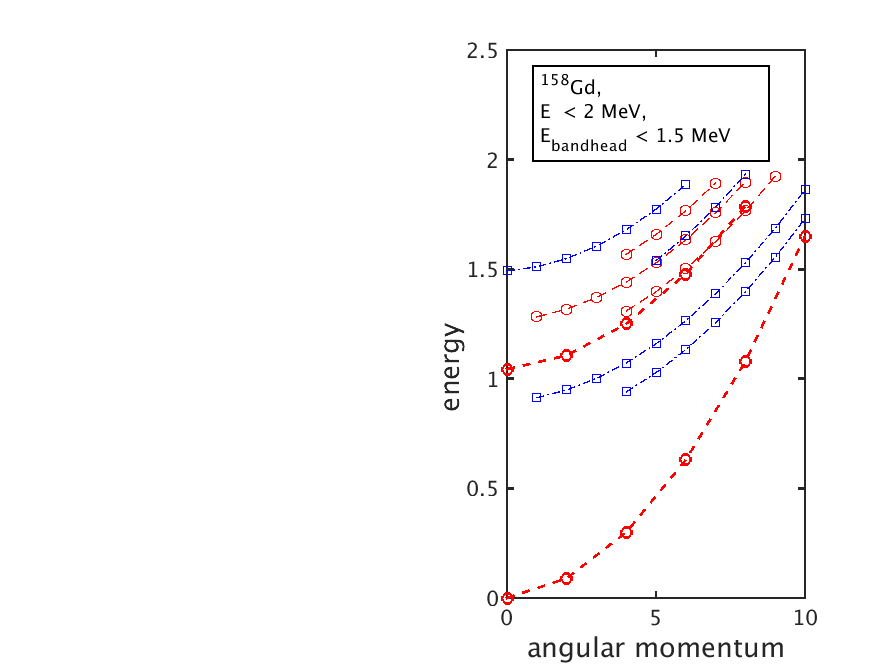 2.5
158Gd,
E < 2 MeV,
Ebandhead < 1.5 MeV
2
1.5
1
0.5
0
energy
0 5 10
angular momentum